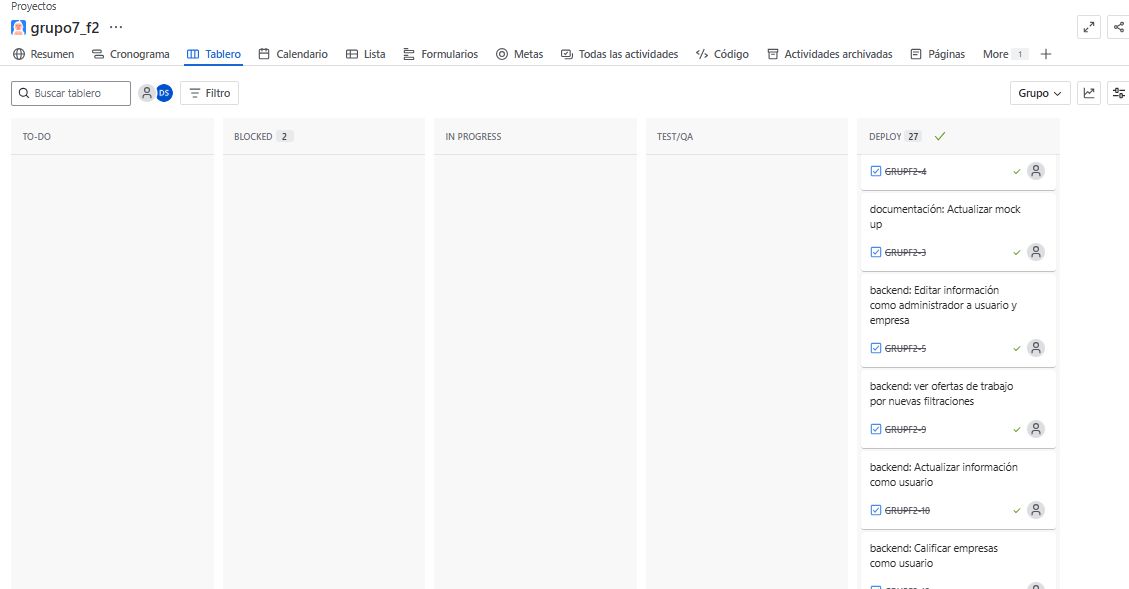 Proyectos
grupo7_f2 ...
Resumen Cronograma Tablero Calendario Lista Formularios Metas Todas las actividades Código Actividades archivadas Páginas More 1
Buscar tablero DS Filtro Grupo
TO-DO BLOCKED 2 IN PROGRESS TEST/QA DEPLOY 27
GRUPF2-4
documentación: Actualizar mock
up
GRUPF2-3
backend: Editar información
como administrador a usuario y
empresa
GRUPF2-5
backend: ver ofertas de trabajo
por nuevas filtraciones
GRUPF2-9
backend: Actualizar información
como usuario
GRUPF2-10
backend: Calificar empresas
como usuario